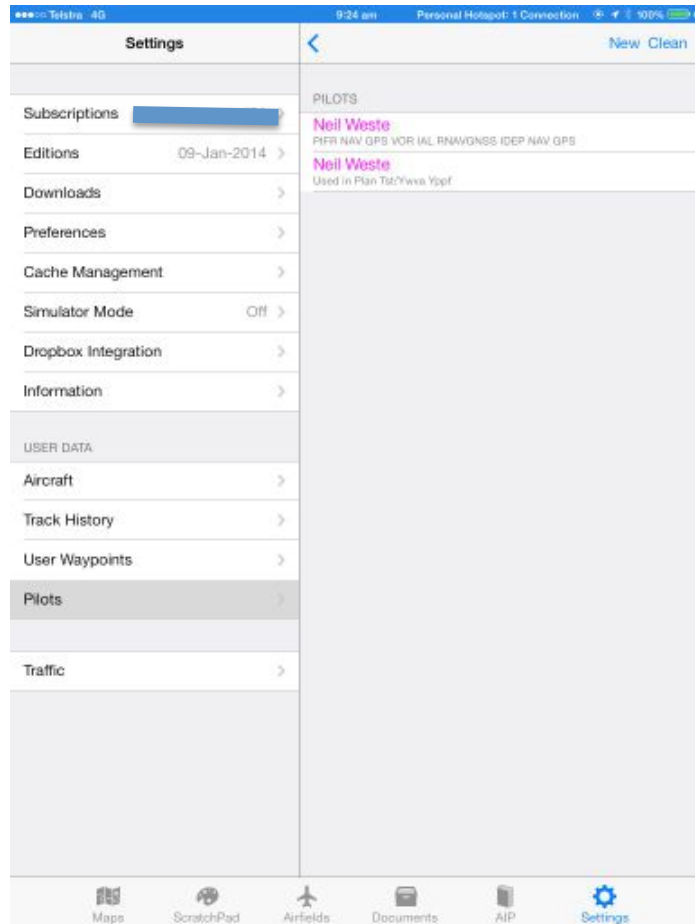 Telstra 4G 9:24 am Personal Hotspot: 1 Connection 100%
Settings
New Clean
Subscriptions
Editions 09-Jan-2014
Downloads
Preferences
Cache Management
Simulator Mode Off
Dropbox Integration
Information
USER DATA
Aircraft
Track History
User Waypoints
Pilots
Traffic
PILOTS
Neil Weste
PIFR NAV GPS VOR IAL RNAVGNSS IDEP NAV GPS
Neil Weste
Used in Plan
Maps ScratchPad Airfields Documents AIP Settings